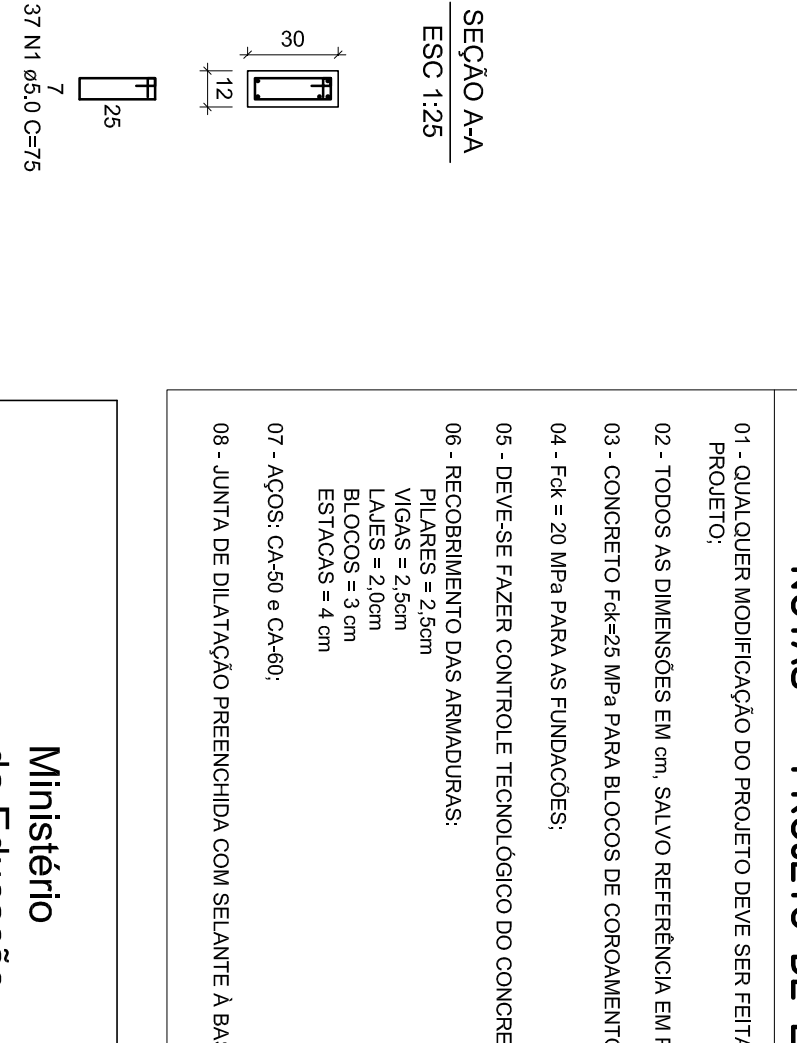 SEÇÃO A-A
ESC 1:25
30
12
25
7
37 N1 ø5.0 C=75
01 - QUALQUER MODIFICAÇÃO DO PROJETO DEVE SER FEITA
PROJETO;
02 - TODOS AS DIMENSÕES EM cm, SALVO REFERÊNCIA EM
03 - CONCRETO Fck=25 MPa PARA BLOCOS DE COROAMENTO
04 - Fck = 20 MPa PARA AS FUNDACÕES;
05 - DEVE-SE FAZER CONTROLE TECNOLÓGICO DO CONCRE
06 - RECOBRIMENTO DAS ARMADURAS:
PILARES = 2,5cm
VIGAS = 2,5cm
LAJES = 2,0cm
BLOCOS = 3 cm
ESTACAS = 4 cm
07 - AÇOS: CA-50 e CA-60;
08 - JUNTA DE DILATAÇÃO PREENCHIDA COM SELANTE À BAS
Ministério